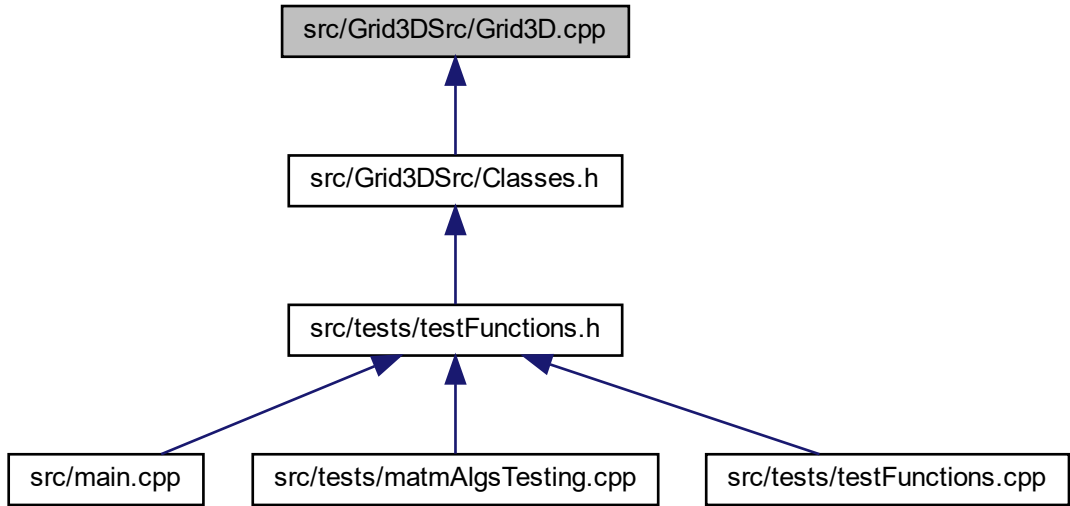 src/Grid3DSrc/Grid3D.cpp
src/Grid3DSrc/Classes.h
src/tests/testFunctions.h
src/main.cpp
src/tests/matmAlgsTesting.cpp
src/tests/testFunctions.cpp